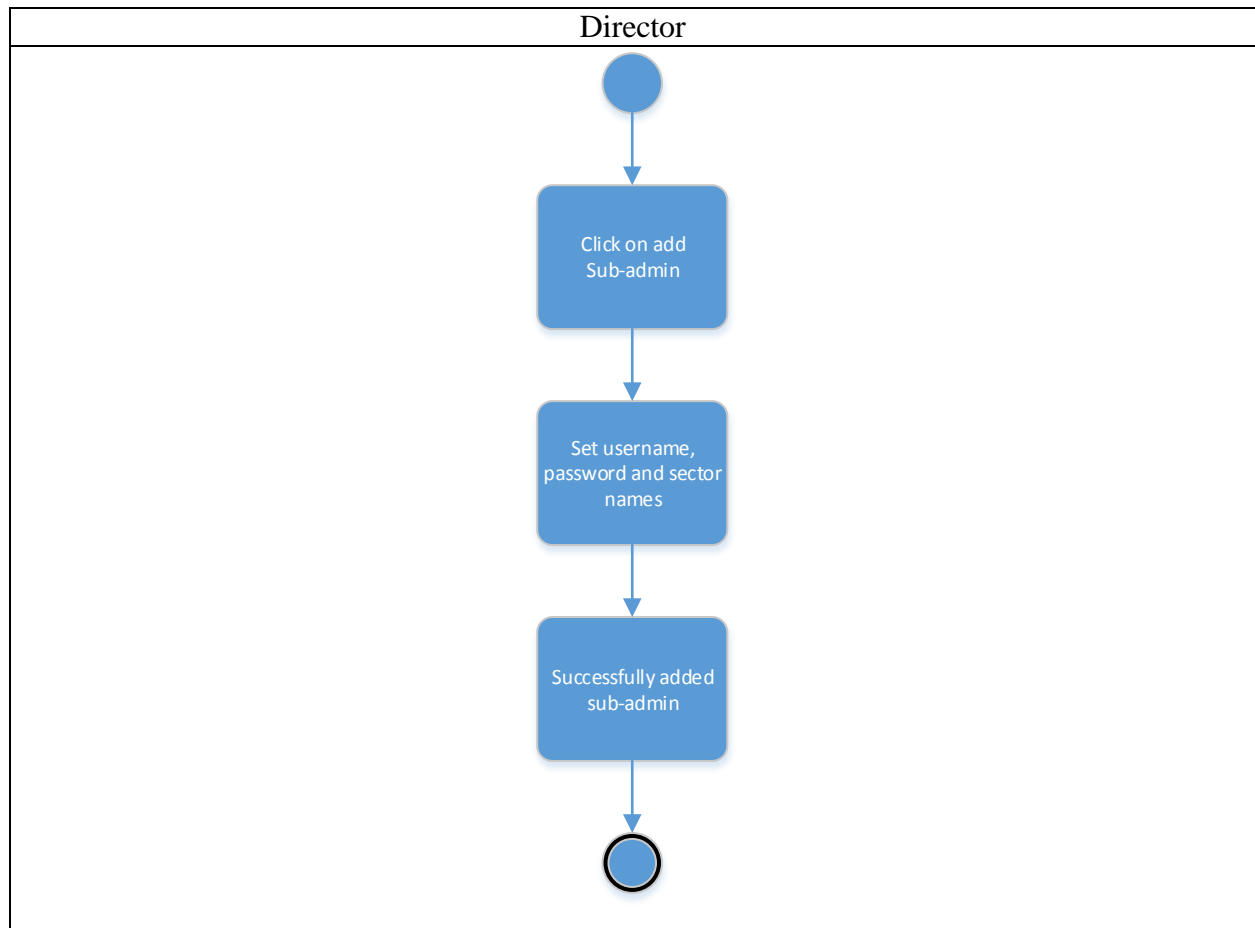 Director
Click on add
Sub-admin
Set username,
password and sector
names
Successfully added
sub-admin